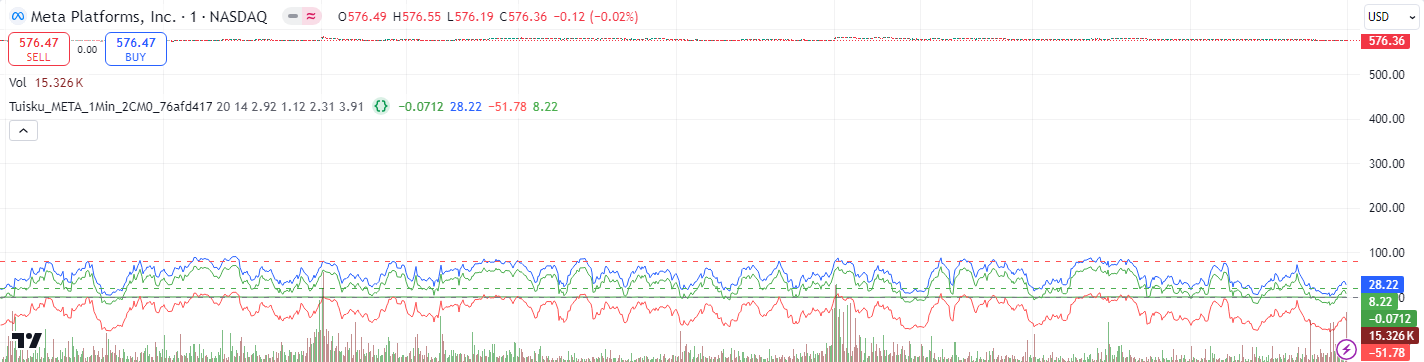 Meta Platforms, Inc. · 1 · NASDAQ O576.49 H576.55 L576.19 C576.36 −0.12 (−0.02%) USD
576.47 SELL 0.00 576.47 BUY
576.36
500.00
Vol 15.326 K
Tuisku_META_1Min_2CM0_76afd417 20 14 2.92 1.12 2.31 3.91 {} −0.0712 28.22 −51.78 8.22
400.00
300.00
200.00
100.00
28.22
0
8.22
−0.0712
15.326 K
−51.78